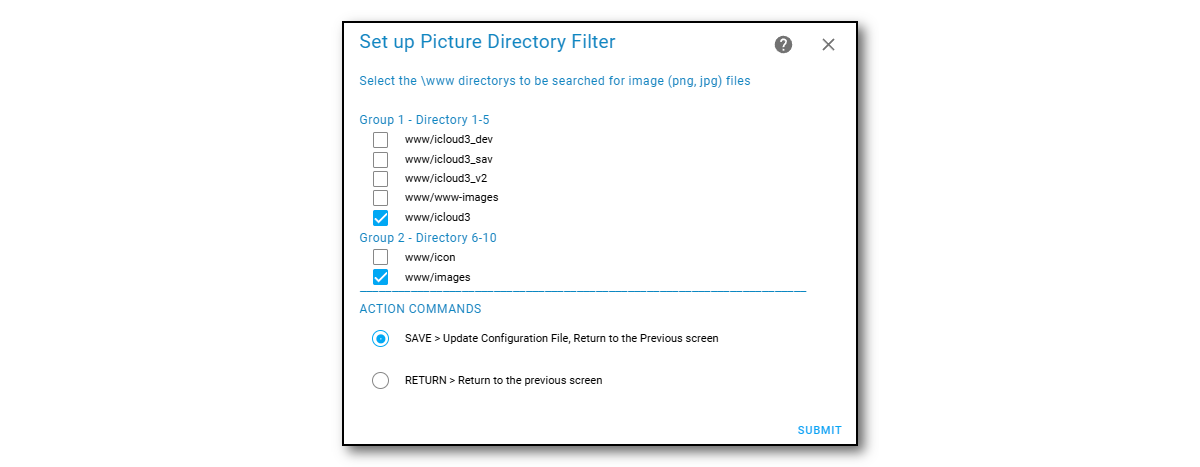 Set up Picture Directory Filter
Select the \www directorys to be searched for image (png, jpg) files
Group 1 - Directory 1-5
www/icloud3_dev
www/icloud3_sav
www/icloud3_v2
www/www-images
www/icloud3
Group 2 - Directory 6-10
www/icon
www/images
ACTION COMMANDS
SAVE > Update Configuration File, Return to the Previous screen
RETURN > Return to the previous screen
SUBMIT